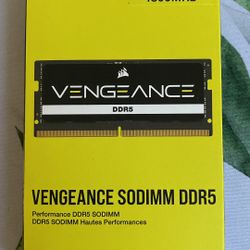 VENGEANCE
DDR5
VENGEANCE SODIMM DDR5
Performance DDR5 SODIMM
DDR5 SODIMM Hautes Performances